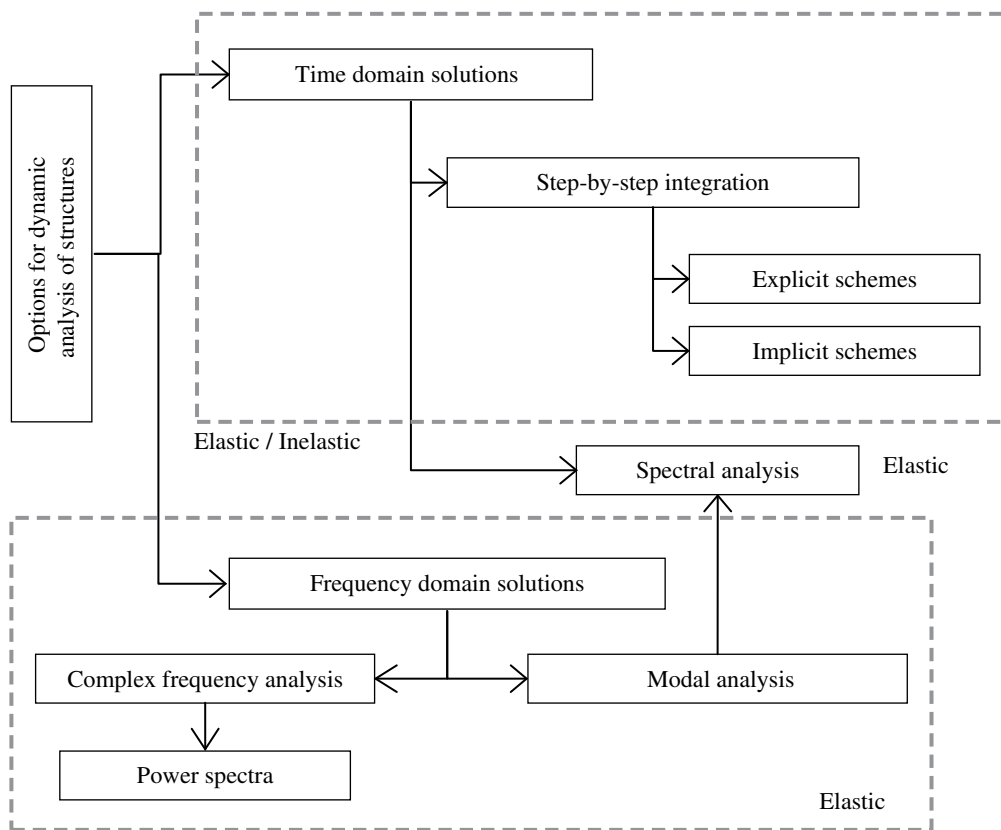 Options for dynamic
analysis of structures
Time domain solutions
Step-by-step integration
Explicit schemes
Implicit schemes
Elastic / Inelastic
Spectral analysis
Elastic
Frequency domain solutions
Complex frequency analysis
Modal analysis
Power spectra
Elastic